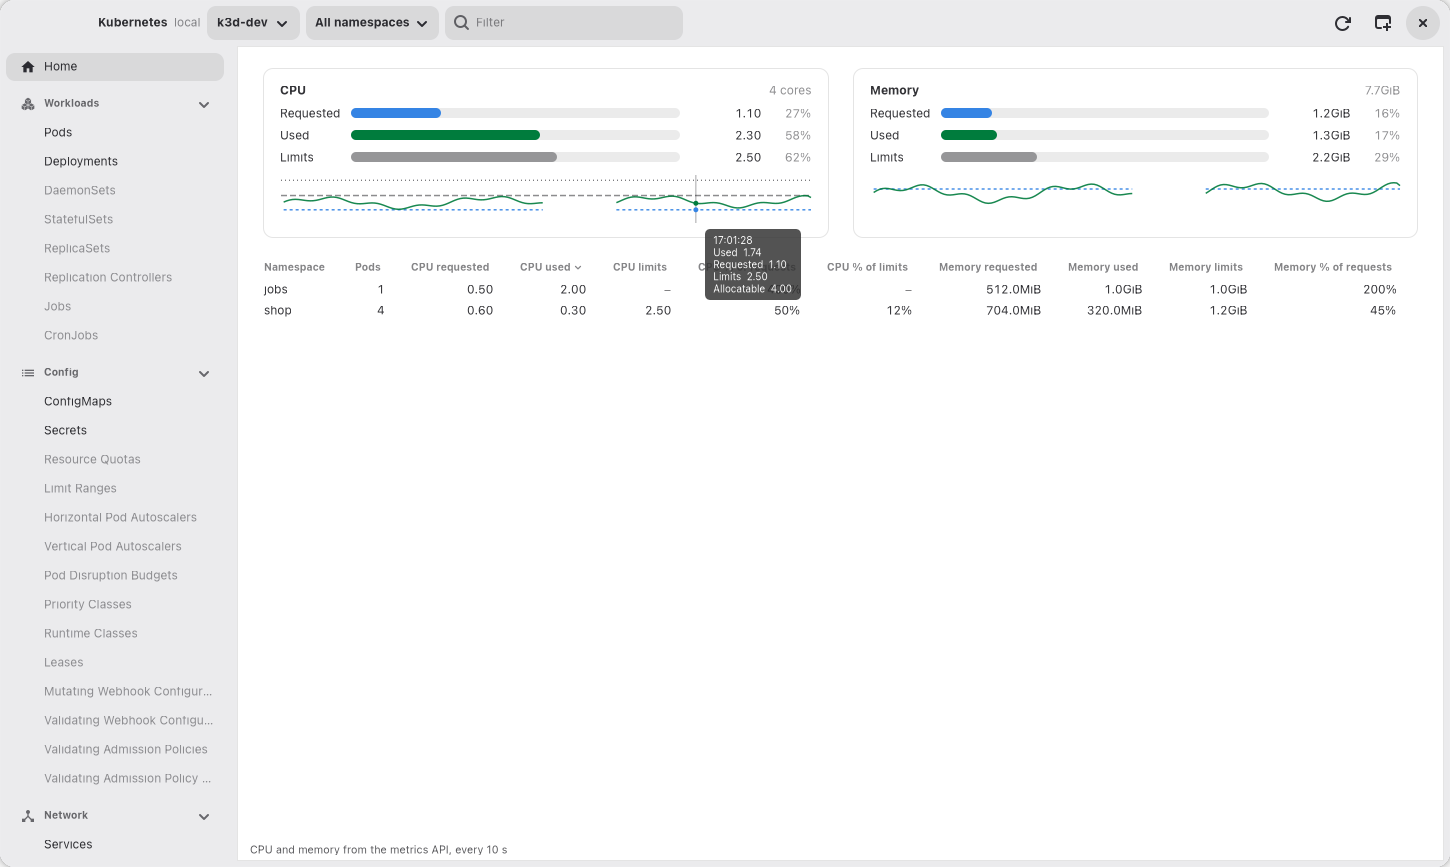 Kubernetes local k3d-dev All namespaces Filter
Home
Workloads
Pods
Deployments
DaemonSets
StatefulSets
ReplicaSets
Replication Controllers
Jobs
CronJobs
Config
ConfigMaps
Secrets
Resource Quotas
Limit Ranges
Horizontal Pod Autoscalers
Vertical Pod Autoscalers
Pod Disruption Budgets
Priority Classes
Runtime Classes
Leases
Mutating Webhook Configur...
Validating Webhook Configu...
Validating Admission Policies
Validating Admission Policy ...
Network
Services
CPU 4 cores
Requested 1.10 27%
Used 2.30 58%
Limits 2.50 62%
Memory 7.7GiB
Requested 1.2GiB 16%
Used 1.3GiB 17%
Limits 2.2GiB 29%
17:01:28
Used 1.74
Requested 1.10
Limits 2.50
Allocatable 4.00
Namespace Pods CPU requested CPU used CPU limits CPU % of limits Memory requested Memory used Memory limits Memory % of requests
jobs 1 0.50 2.00 – – 512.0MiB 1.0GiB 1.0GiB 200%
shop 4 0.60 0.30 2.50 50% 12% 704.0MiB 320.0MiB 1.2GiB 45%
CPU and memory from the metrics API, every 10 s